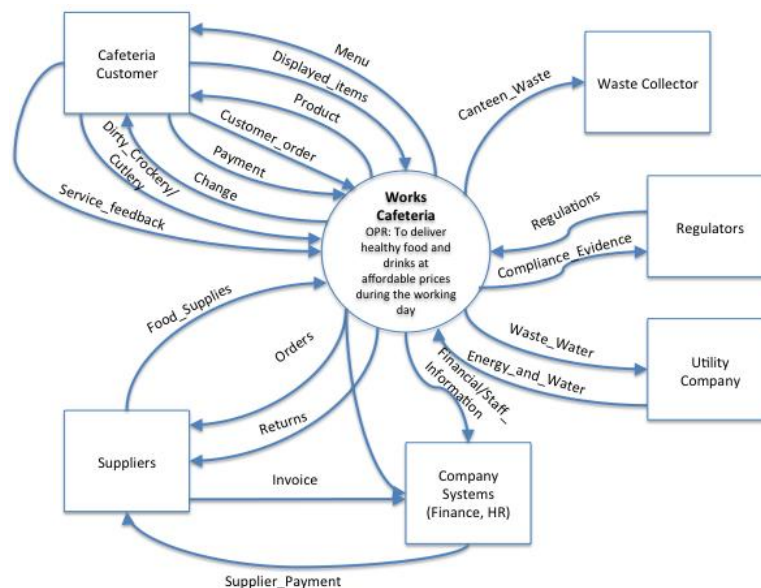 Cafeteria
Customer
Menu
Displayed_items
Product
Customer_order
Payment
Change
Dirty_Crockery/
Cutlery
Service_feedback
Canteen_Waste
Waste Collector
Works
Cafeteria
OPR: To deliver
healthy food and
drinks at
affordable prices
during the working
day
Regulations
Compliance_Evidence
Regulators
Waste_Water
Energy_and_Water
Utility
Company
Food_Supplies
Orders
Returns
Financial/Staff_
Information
Suppliers
Invoice
Company
Systems
(Finance, HR)
Supplier_Payment